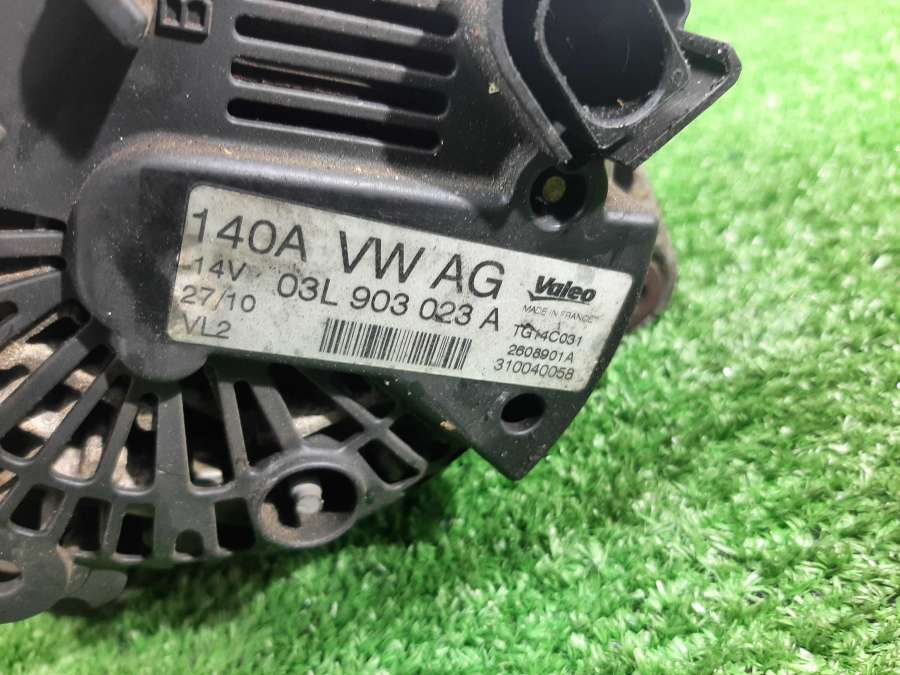 B
140A VW AG
14V 03L 903 023 A
27/10
VL2
Valeo
MADE IN FRANCE
TG14C031
2608901A
310040058